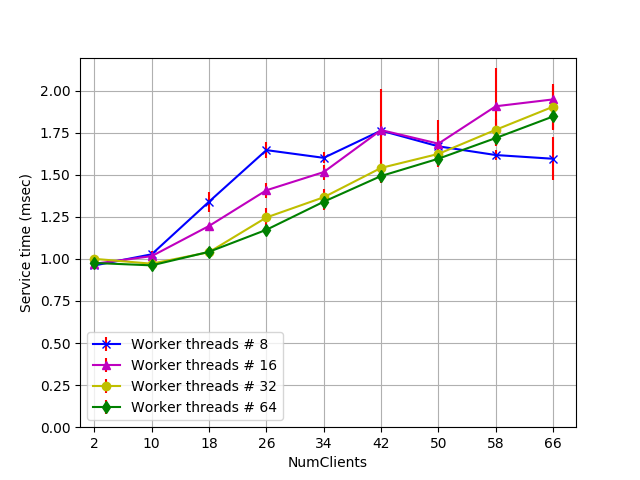 2.00
1.75
1.50
1.25
1.00
0.75
0.50
0.25
0.00
Service time (msec)
Worker threads # 8
Worker threads # 16
Worker threads # 32
Worker threads # 64
2 10 18 26 34 42 50 58 66
NumClients